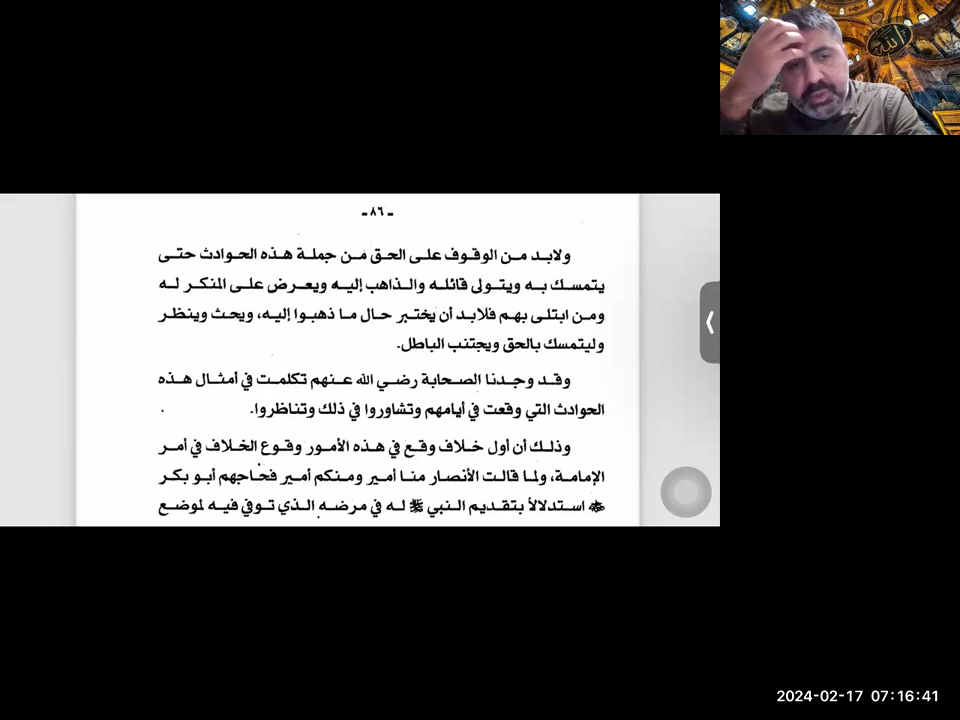 الله
-٨٦-
ولابد من الوقوف على الحق من جملة هذه الحوادث حتى
يتمسك به ويتولى قائله والذاهب إليه ويعرض على المنكر له
ومن ابتلى بهم فلابد أن يختبر حال ما ذهبوا إليه، ويحث وينظر
وليتمسك بالحق ويجتنب الباطل.
وقد وجدنا الصحابة رضي الله عنهم تكلمت في أمثال هذه
الحوادث التي وقعت في أيامهم وتشاوروا في ذلك وتناظروا.
وذلك أن أول خلاف وقع في هذه الأمور وقوع الخلاف في أمر
الإمامة، ولما قالت الأنصار منا أمير ومنكم أمير فحاجهم أبو بكر
استدلالاً بتقديم النبي ﷺ له في مرضه الذي توفي فيه لموضع
2024-02-17 07:16:41